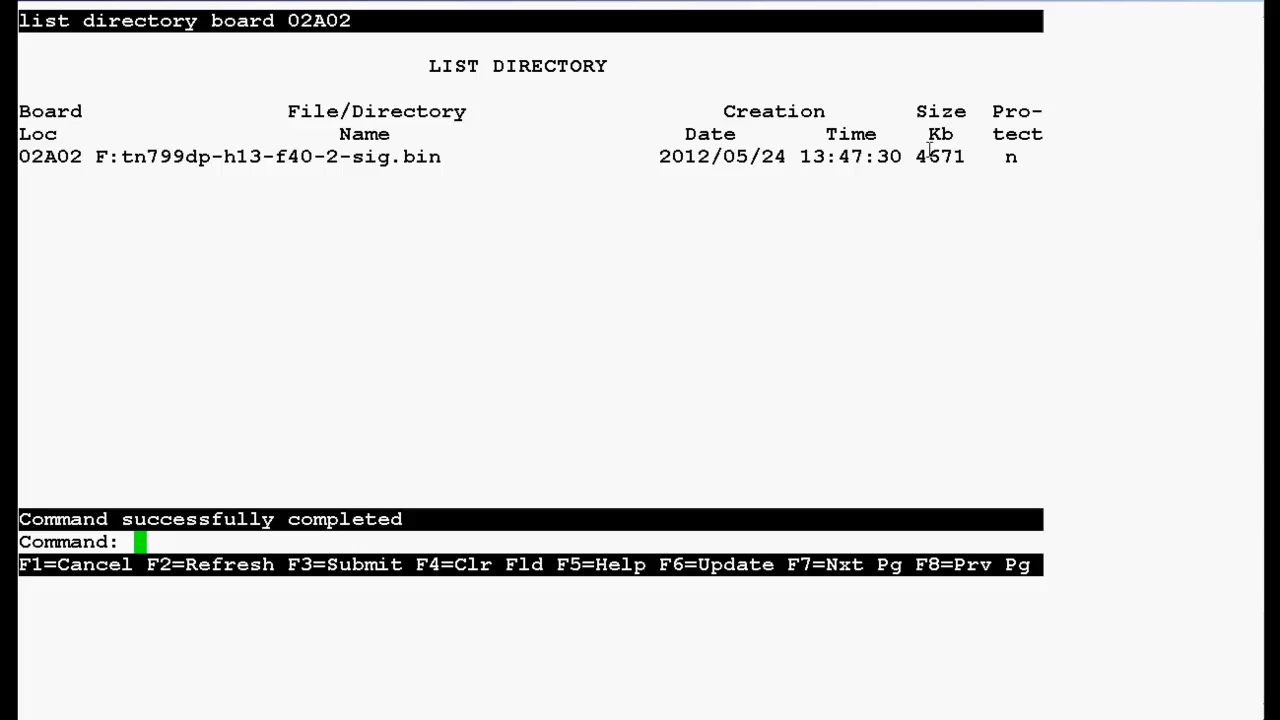 list directory board 02A02
LIST DIRECTORY
Board File/Directory Creation Size Pro-
Loc Name Date Time Kb tect
02A02 F:tn799dp-h13-f40-2-sig.bin 2012/05/24 13:47:30 4671 n
Command successfully completed
Command:
F1=Cancel F2=Refresh F3=Submit F4=Clr Fld F5=Help F6=Update F7=Nxt Pg F8=Prv Pg